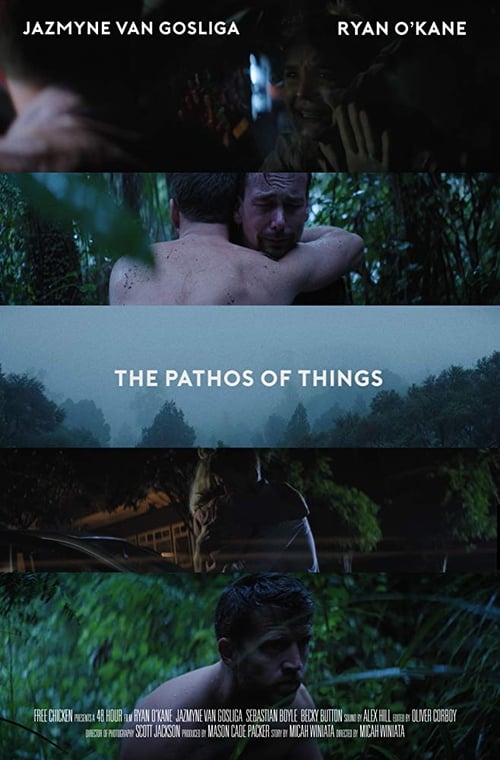 JAZMYNE VAN GOSLIGA RYAN O'KANE
THE PATHOS OF THINGS
FREE CHICKEN PRESENTS A 48 HOUR FILM RYAN O'KANE JAZMYNE VAN GOSLIGA SEBASTIAN BOYLE BECKY BUTTON SOUND BY ALEX HILL EDITED BY OLIVER CORBOY
DIRECTOR OF PHOTOGRAPHY SCOTT JACKSON PRODUCED BY MASON CADE PACKER STORY BY MICAH WINIATA DIRECTED BY MICAH WINIATA